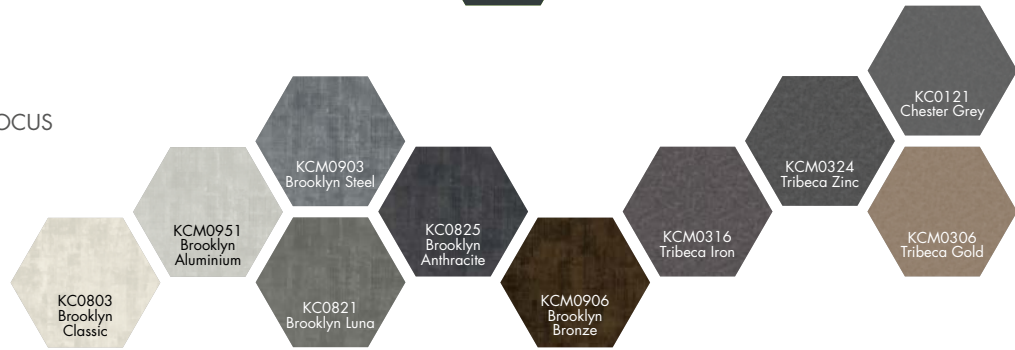 OCUS
KC0803
Brooklyn
Classic
KCM0951
Brooklyn
Aluminium
KCM0903
Brooklyn Steel
KC0821
Brooklyn Luna
KC0825
Brooklyn
Anthracite
KCM0906
Brooklyn
Bronze
KCM0316
Tribeca Iron
KCM0324
Tribeca Zinc
KC0121
Chester Grey
KCM0306
Tribeca Gold